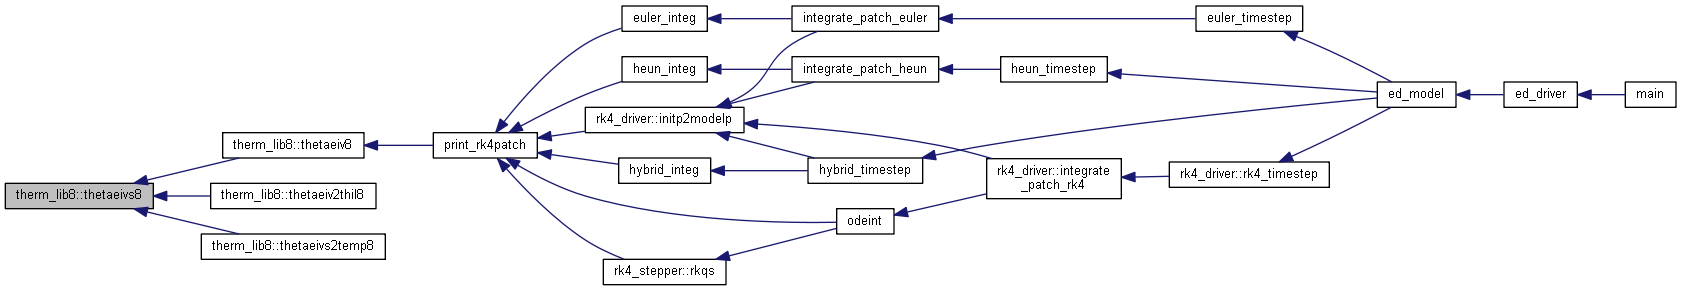 euler_integ
integrate_patch_euler
euler_timestep
heun_integ
integrate_patch_heun
heun_timestep
ed_model
ed_driver
main
rk4_driver::initp2modelp
therm_lib8::thetaeiv8
print_rk4patch
hybrid_integ
hybrid_timestep
rk4_driver::integrate
_patch_rk4
rk4_driver::rk4_timestep
therm_lib8::thetaeivs8
therm_lib8::thetaeiv2thil8
odeint
therm_lib8::thetaeivs2temp8
rk4_stepper::rkqs